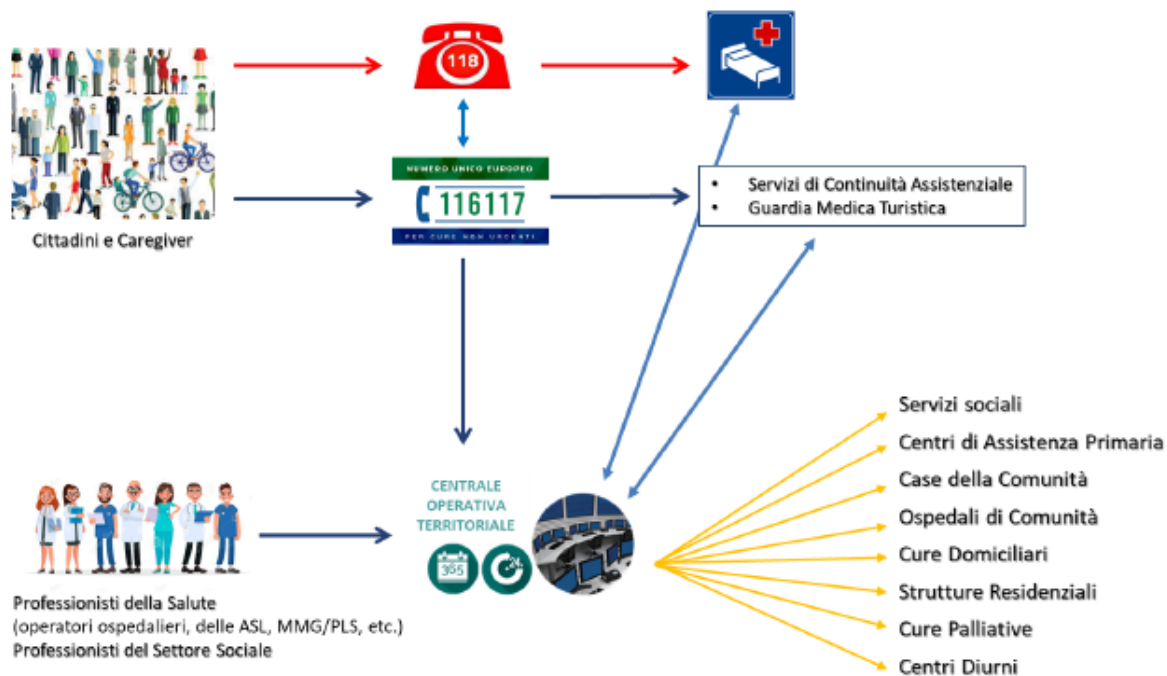 118
NUMERO UNICO EUROPEO
116117
PER CURE NON URGENTI
• Servizi di Continuità Assistenziale
• Guardia Medica Turistica
Cittadini e Caregiver
CENTRALE
OPERATIVA
TERRITORIALE
365
24
Servizi sociali
Centri di Assistenza Primaria
Case della Comunità
Ospedali di Comunità
Cure Domiciliari
Strutture Residenziali
Cure Palliative
Centri Diurni
Professionisti della Salute
(operatori ospedalieri, delle ASL, MMG/PLS, etc.)
Professionisti del Settore Sociale